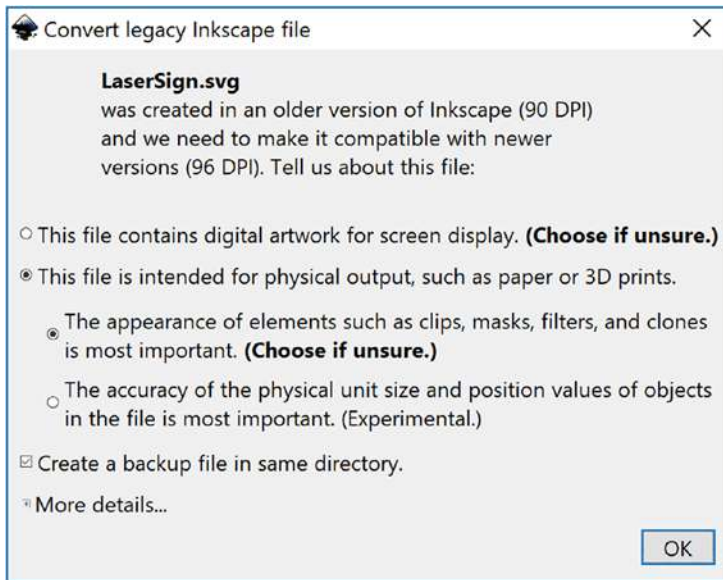 Convert legacy Inkscape file
LaserSign.svg
was created in an older version of Inkscape (90 DPI)
and we need to make it compatible with newer
versions (96 DPI). Tell us about this file:
This file contains digital artwork for screen display. (Choose if unsure.)
This file is intended for physical output, such as paper or 3D prints.
The appearance of elements such as clips, masks, filters, and clones
is most important. (Choose if unsure.)
The accuracy of the physical unit size and position values of objects
in the file is most important. (Experimental.)
Create a backup file in same directory.
More details...
OK